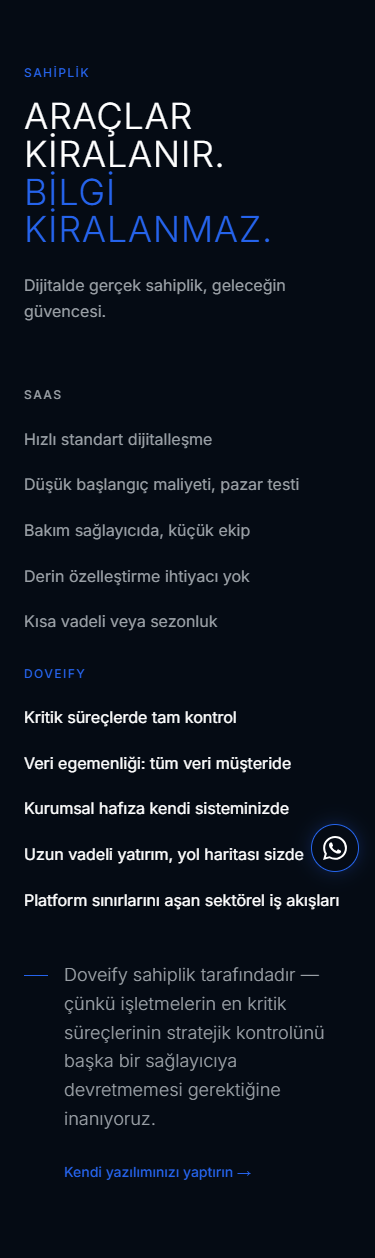 SAHİPLİK
ARAÇLAR
KİRALANIR.
BİLGİ
KİRALANMAZ.
Dijitalde gerçek sahiplik, geleceğin
güvencesi.
SAAS
Hızlı standart dijitalleşme
Düşük başlangıç maliyeti, pazar testi
Bakım sağlayıcıda, küçük ekip
Derin özelleştirme ihtiyacı yok
Kısa vadeli veya sezonluk
DOVEIFY
Kritik süreçlerde tam kontrol
Veri egemenliği: tüm veri müşteride
Kurumsal hafıza kendi sisteminizde
Uzun vadeli yatırım, yol haritası sizde
Platform sınırlarını aşan sektörel iş akışları
Doveify sahiplik tarafındadır —
çünkü işletmelerin en kritik
süreçlerinin stratejik kontrolünü
başka bir sağlayıcıya
devretmemesi gerektiğine
inanıyoruz.
Kendi yazılımınızı yaptırın →